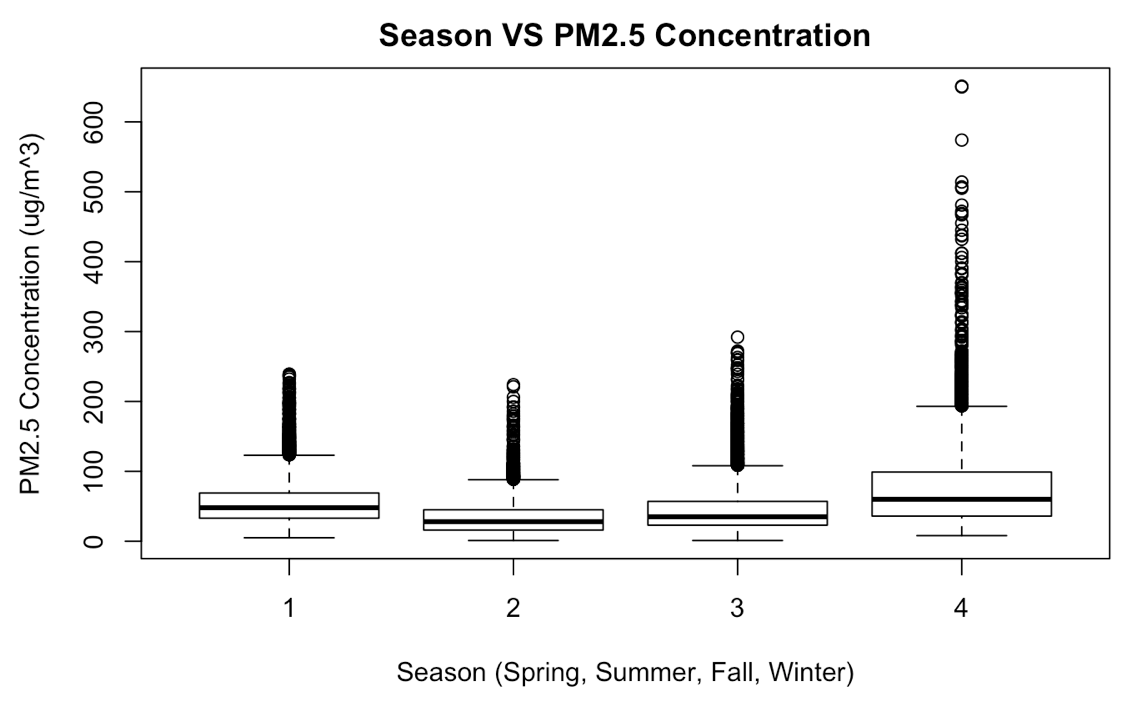 Season VS PM2.5 Concentration
PM2.5 Concentration (ug/m^3)
600
500
400
300
200
100
0
1 2 3 4
Season (Spring, Summer, Fall, Winter)